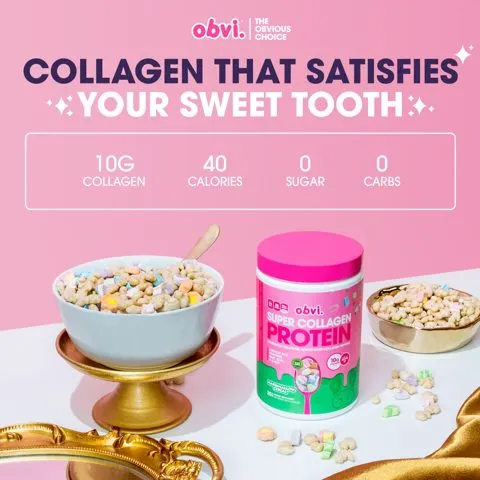 obvi. THE
OBVIOUS
CHOICE
COLLAGEN THAT SATISFIES
YOUR SWEET TOOTH
10G
COLLAGEN
40
CALORIES
0
SUGAR
0
CARBS
obvi.
SUPER COLLAGEN
PROTEIN